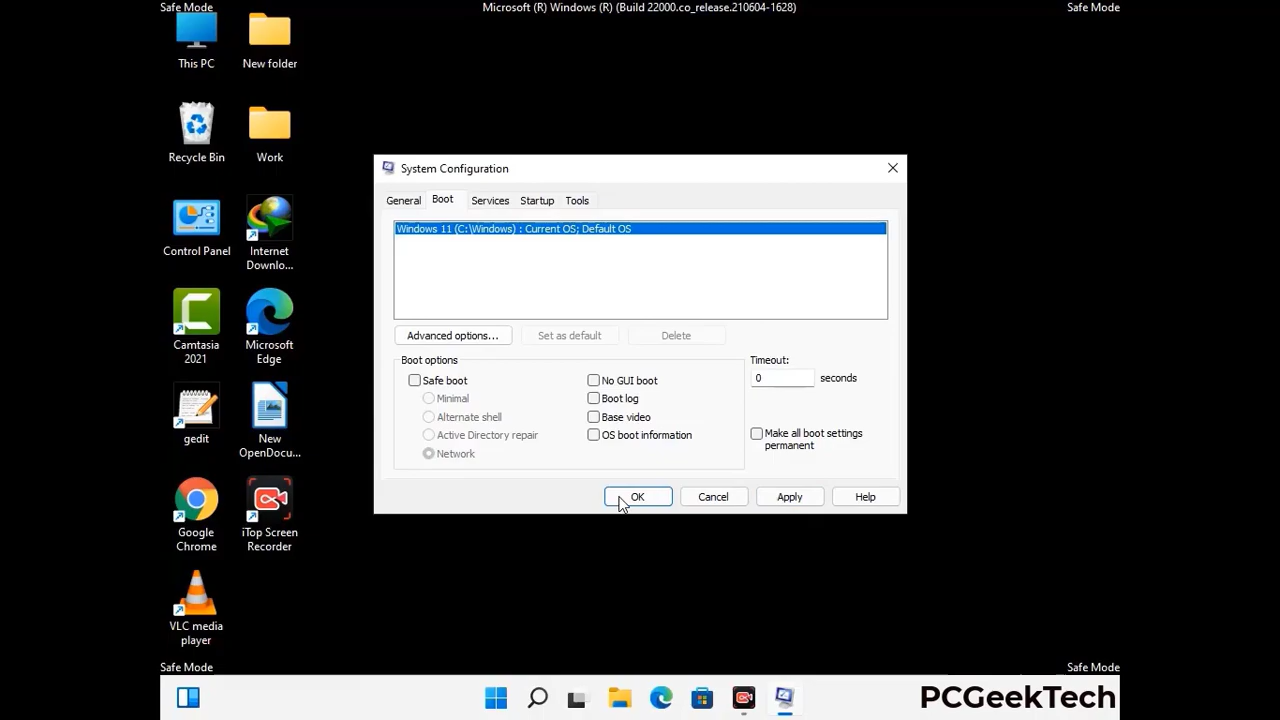 Safe Mode
Microsoft (R) Windows (R) (Build 22000.co_release.210604-1628)
Safe Mode
This PC
New folder
Recycle Bin
Work
Control Panel
Internet
Downlo...
Camtasia
2021
Microsoft
Edge
gedit
New
OpenDocu...
Google
Chrome
iTop Screen
Recorder
VLC media
player
System Configuration
General
Boot
Services
Startup
Tools
Windows 11 (C:\Windows) : Current OS; Default OS
Advanced options...
Set as default
Delete
Boot options
Safe boot
Minimal
Alternate shell
Active Directory repair
Network
No GUI boot
Boot log
Base video
OS boot information
Timeout:
0 seconds
Make all boot settings
permanent
OK
Cancel
Apply
Help
Safe Mode
Safe Mode
PCGeekTech